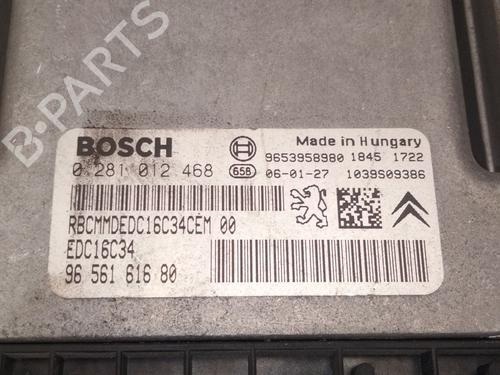 B-PARTS
BOSCH
Made in Hungary
9653958980 1845 1722
0 281 012 468
65B
06-01-27 1039S09386
RBCMMDEDC16C34CEM 00
EDC16C34
96 561 616 80